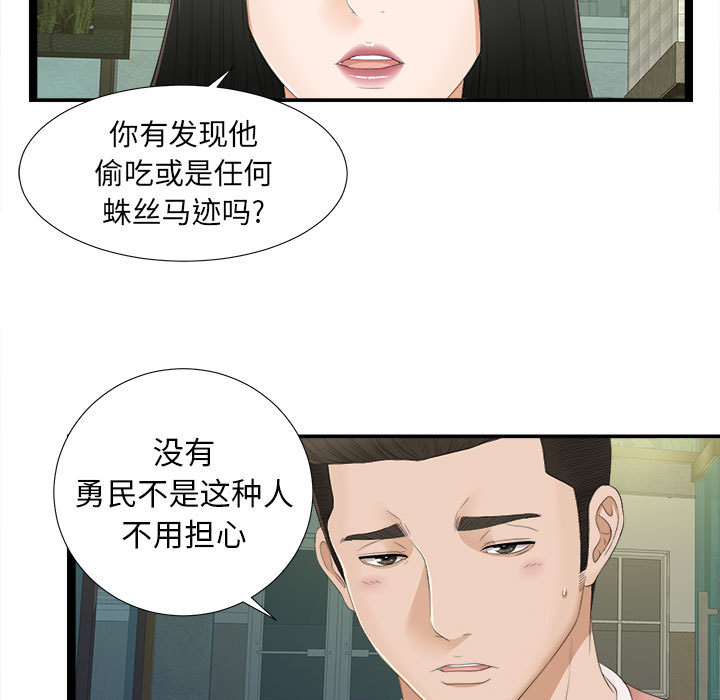 你有发现他
偷吃或是任何
蛛丝马迹吗?
没有
勇民不是这种人
不用担心